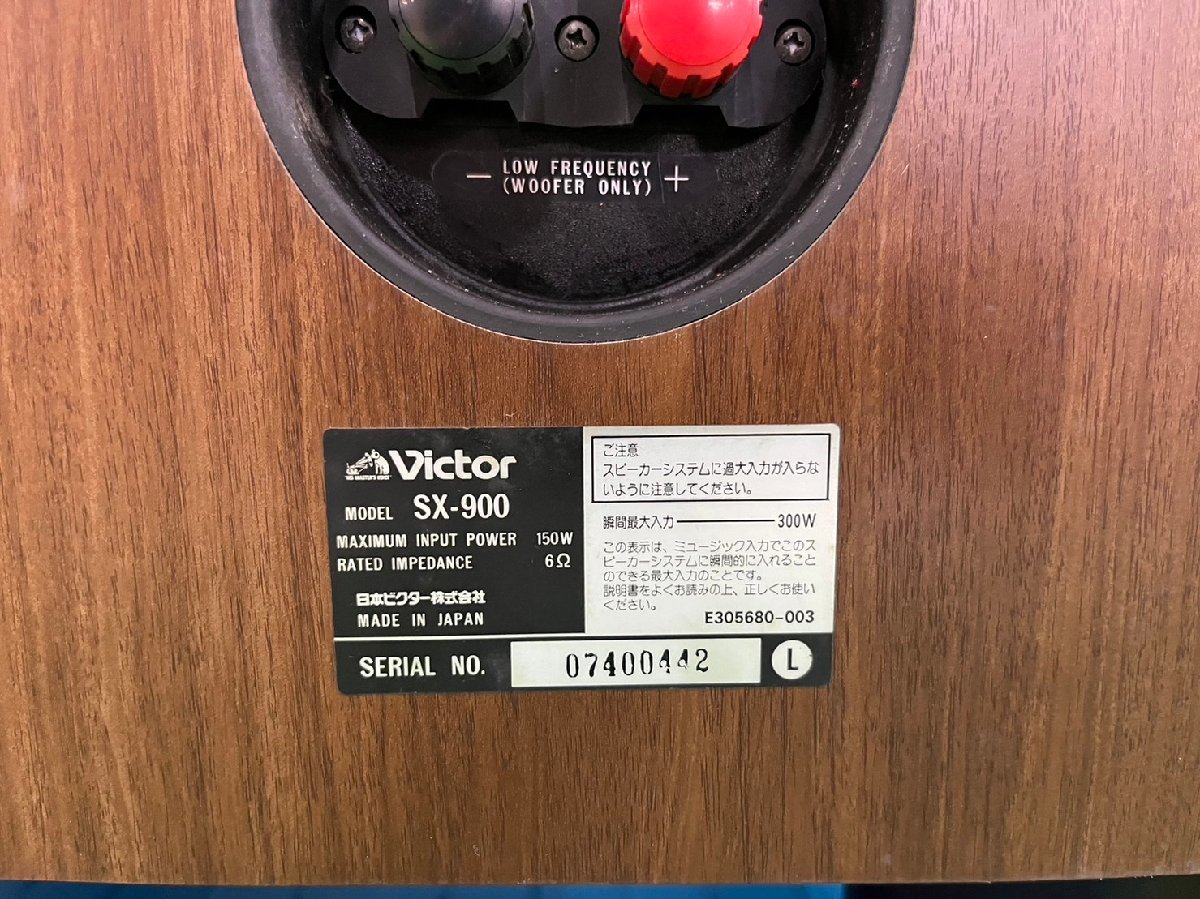 − LOW FREQUENCY +
(WOOFER ONLY)
HIS MASTER'S VOICE
Victor
MODEL SX-900
MAXIMUM INPUT POWER 150W
RATED IMPEDANCE 6Ω
日本ビクター株式会社
MADE IN JAPAN
ご注意
スピーカーシステムに過大入力が入らな
いように注意してください。
瞬間最大入力 300W
この表示は、ミュージック入力でこのス
ピーカーシステムに瞬間的に入れること
のできる最大入力のことです。
説明書をよくお読みの上、正しくお使い
ください。
E305680-003
SERIAL NO. 07400442 L